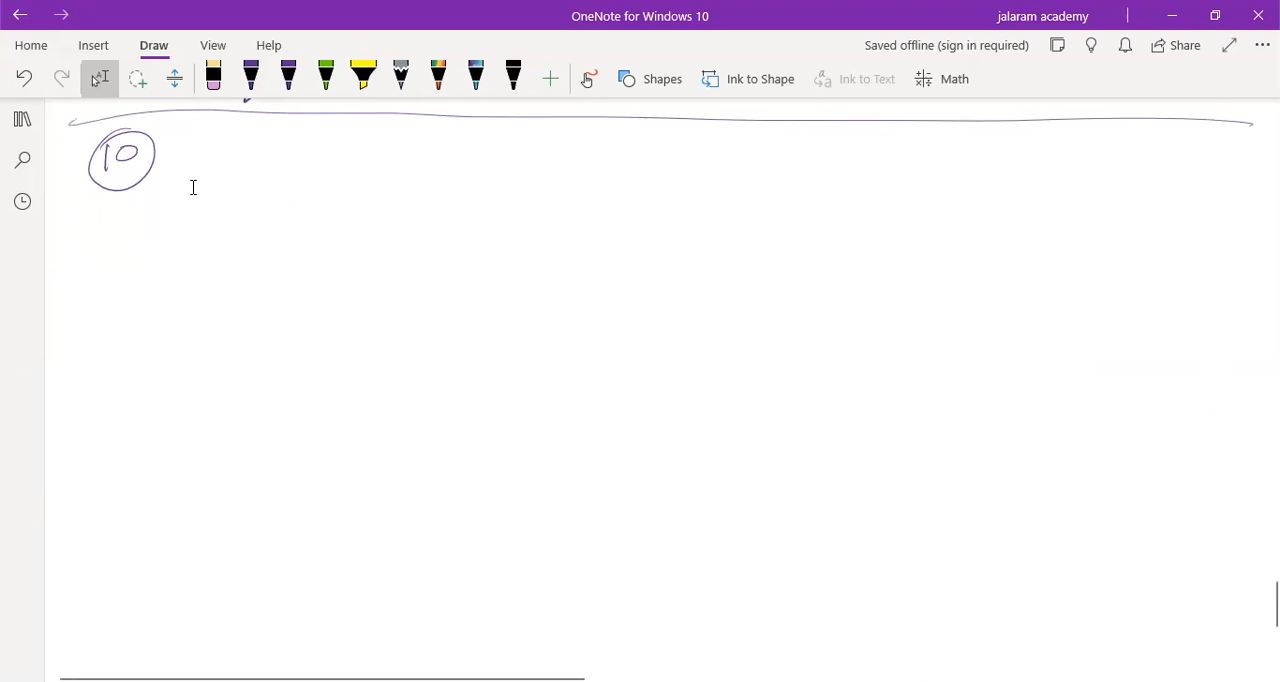 OneNote for Windows 10
jalaram academy
Home Insert Draw View Help
Saved offline (sign in required)
Share
Shapes
Ink to Shape
Ink to Text
Math
10